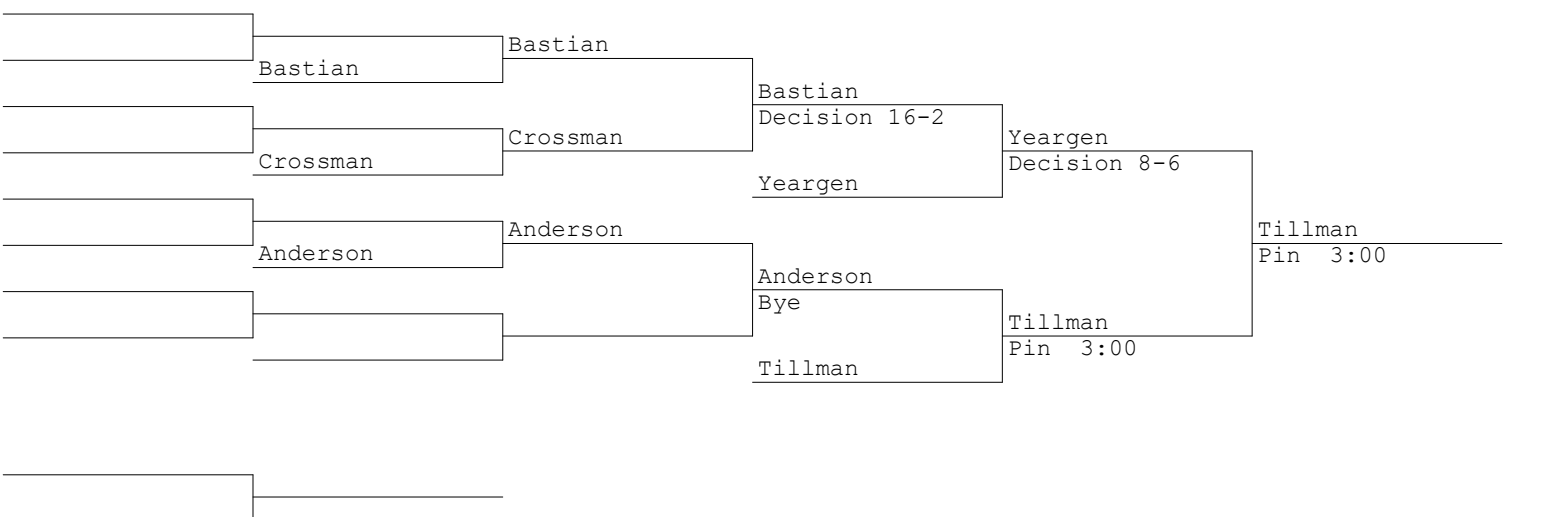 Bastian
Bastian
Bastian
Decision 16-2
Crossman
Yeargen
Crossman
Decision 8-6
Yeargen
Anderson
Tillman
Anderson
Pin 3:00
Anderson
Bye
Tillman
Pin 3:00
Tillman